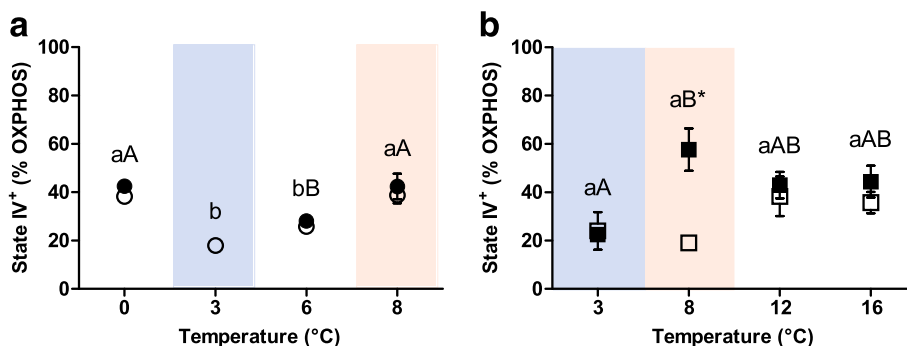 a
State IV+ (% OXPHOS)
100
80
60
40
20
0
aA
b
bB
aA
0 3 6 8
Temperature (°C)
b
State IV+ (% OXPHOS)
100
80
60
40
20
0
aA
aB*
aAB
aAB
3 8 12 16
Temperature (°C)